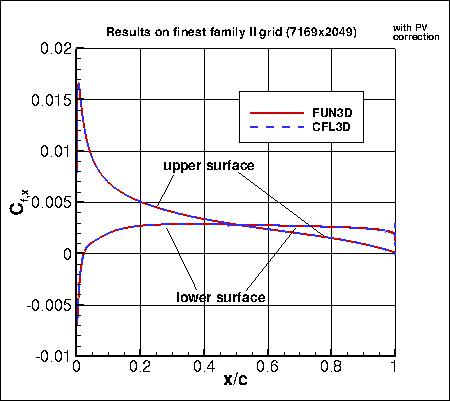 Results on finest family II grid (7169x2049)
with PV
correction
0.02
0.015
0.01
0.005
0
-0.005
-0.01
C_f,x
FUN3D
CFL3D
upper surface
lower surface
0 0.2 0.4 0.6 0.8 1
x/c